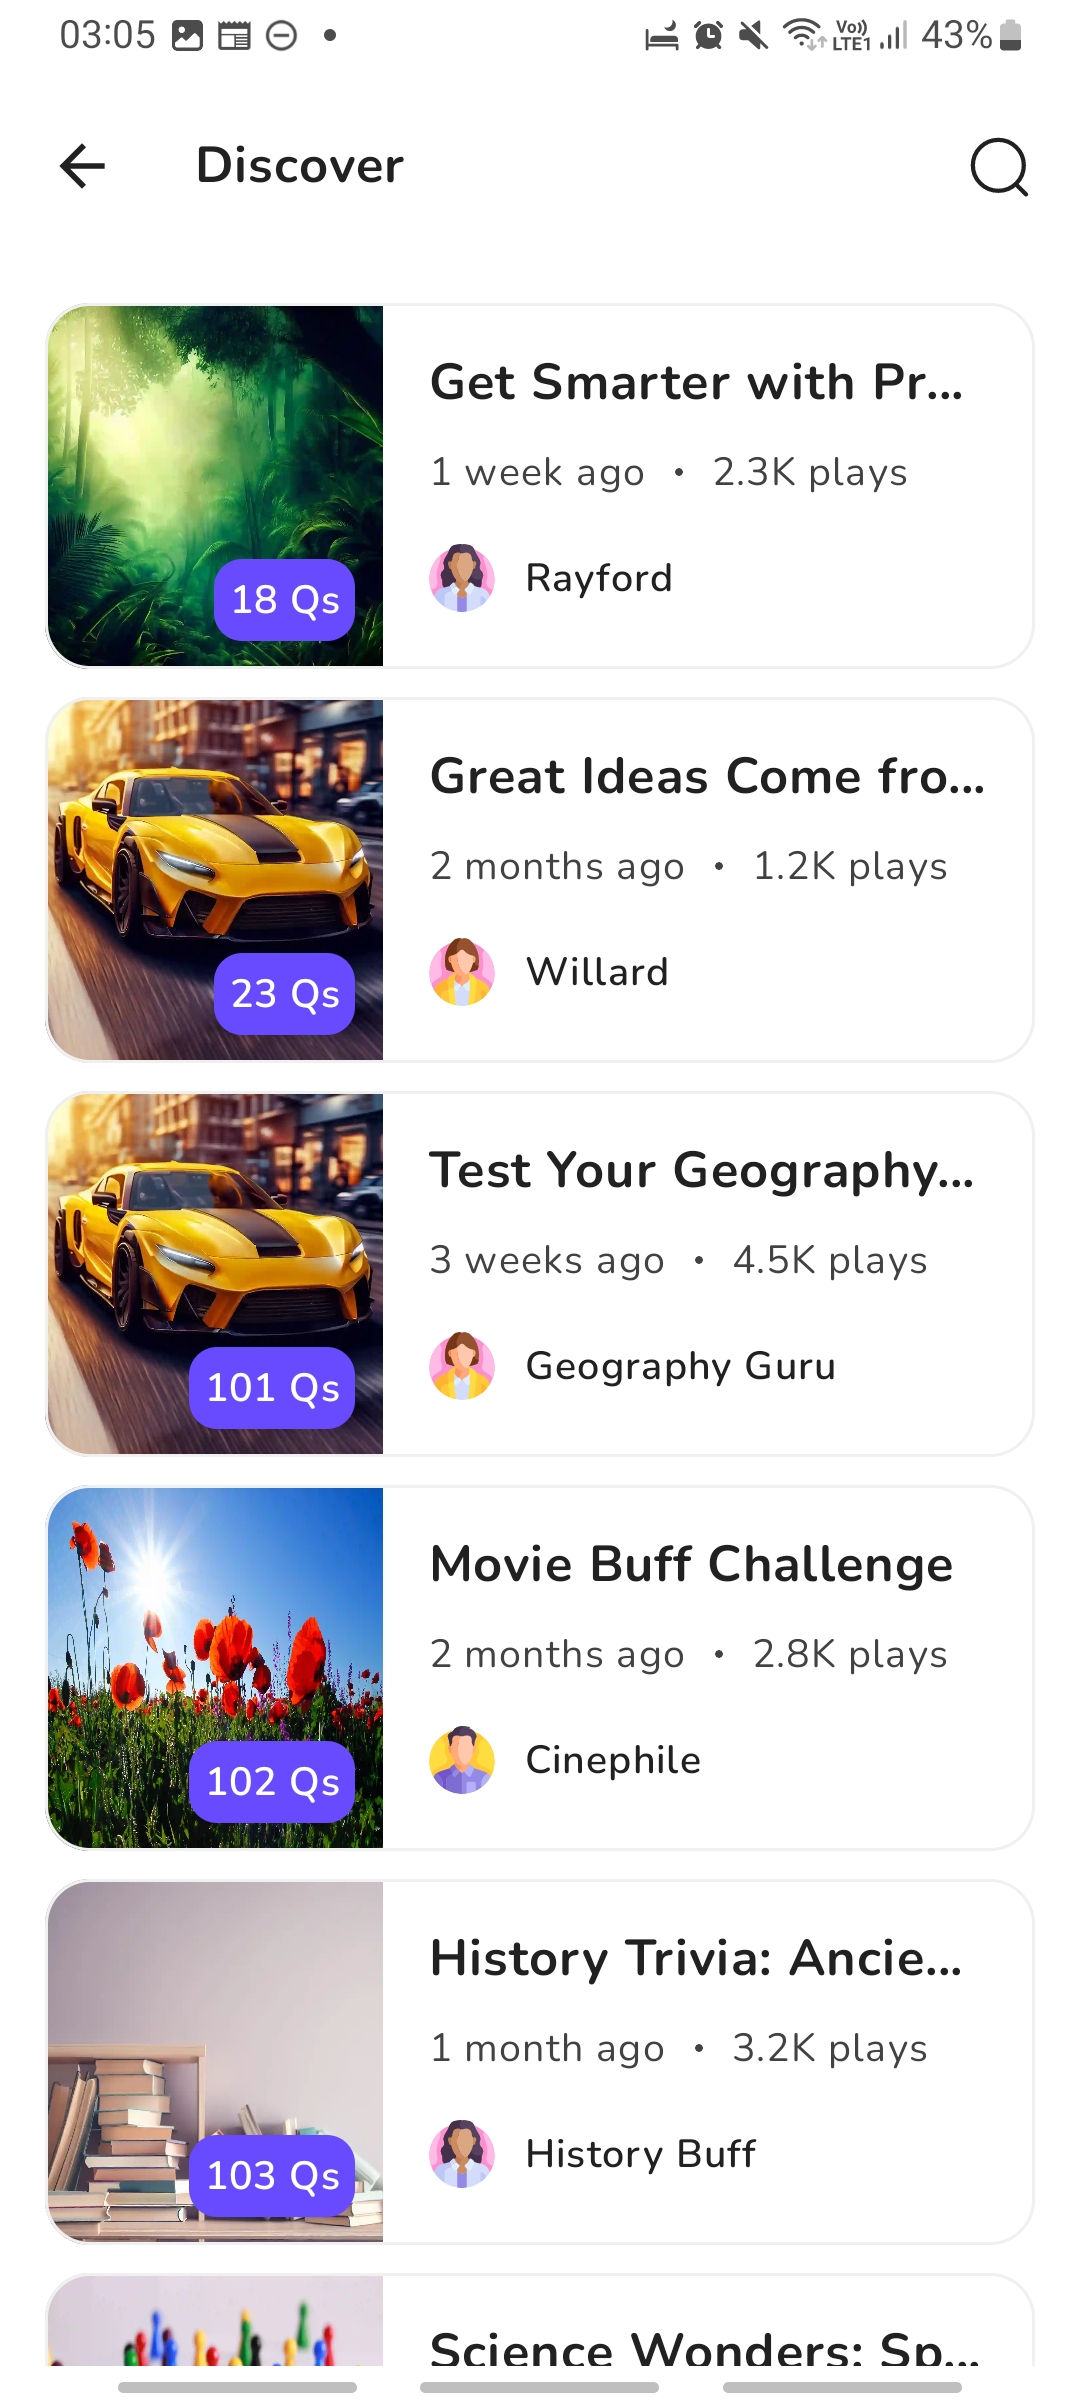 03:05
Vo)) LTE1 43%
Discover
Get Smarter with Pr...
1 week ago • 2.3K plays
18 Qs
Rayford
Great Ideas Come fro...
2 months ago • 1.2K plays
23 Qs
Willard
Test Your Geography...
3 weeks ago • 4.5K plays
101 Qs
Geography Guru
Movie Buff Challenge
2 months ago • 2.8K plays
102 Qs
Cinephile
History Trivia: Ancie...
1 month ago • 3.2K plays
103 Qs
History Buff
Science Wonders: Sp...